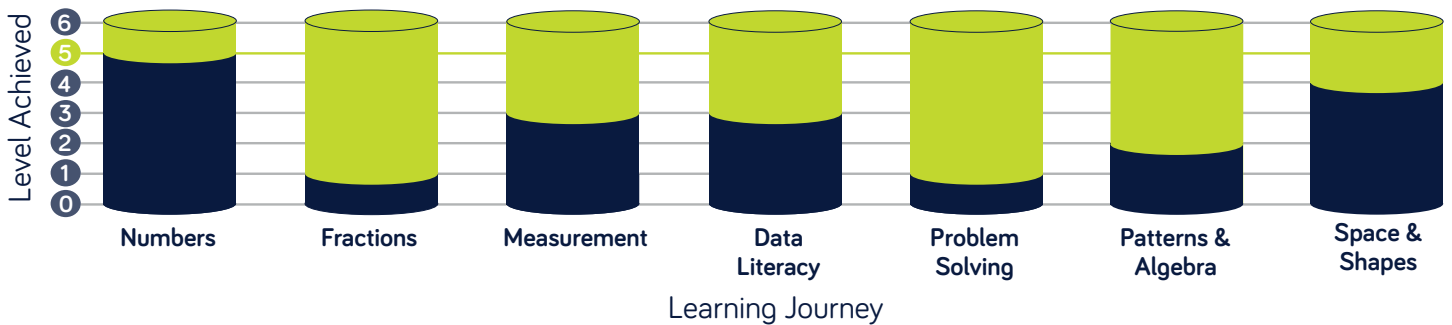 Level Achieved
6
5
4
3
2
1
0
Numbers
Fractions
Measurement
Data
Literacy
Problem
Solving
Patterns &
Algebra
Space &
Shapes
Learning Journey